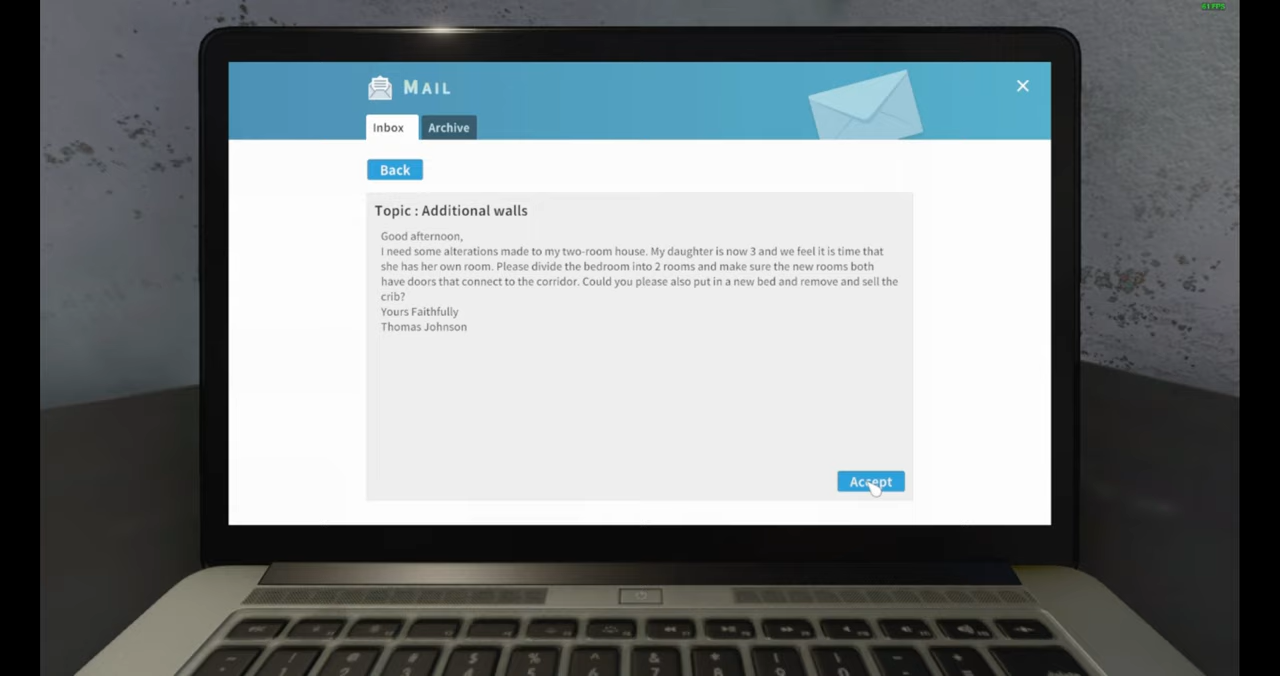 61 FPS
MAIL
Inbox
Archive
Back
Topic : Additional walls
Good afternoon,
I need some alterations made to my two-room house. My daughter is now 3 and we feel it is time that
she has her own room. Please divide the bedroom into 2 rooms and make sure the new rooms both
have doors that connect to the corridor. Could you please also put in a new bed and remove and sell the
crib?
Yours Faithfully
Thomas Johnson
Accept